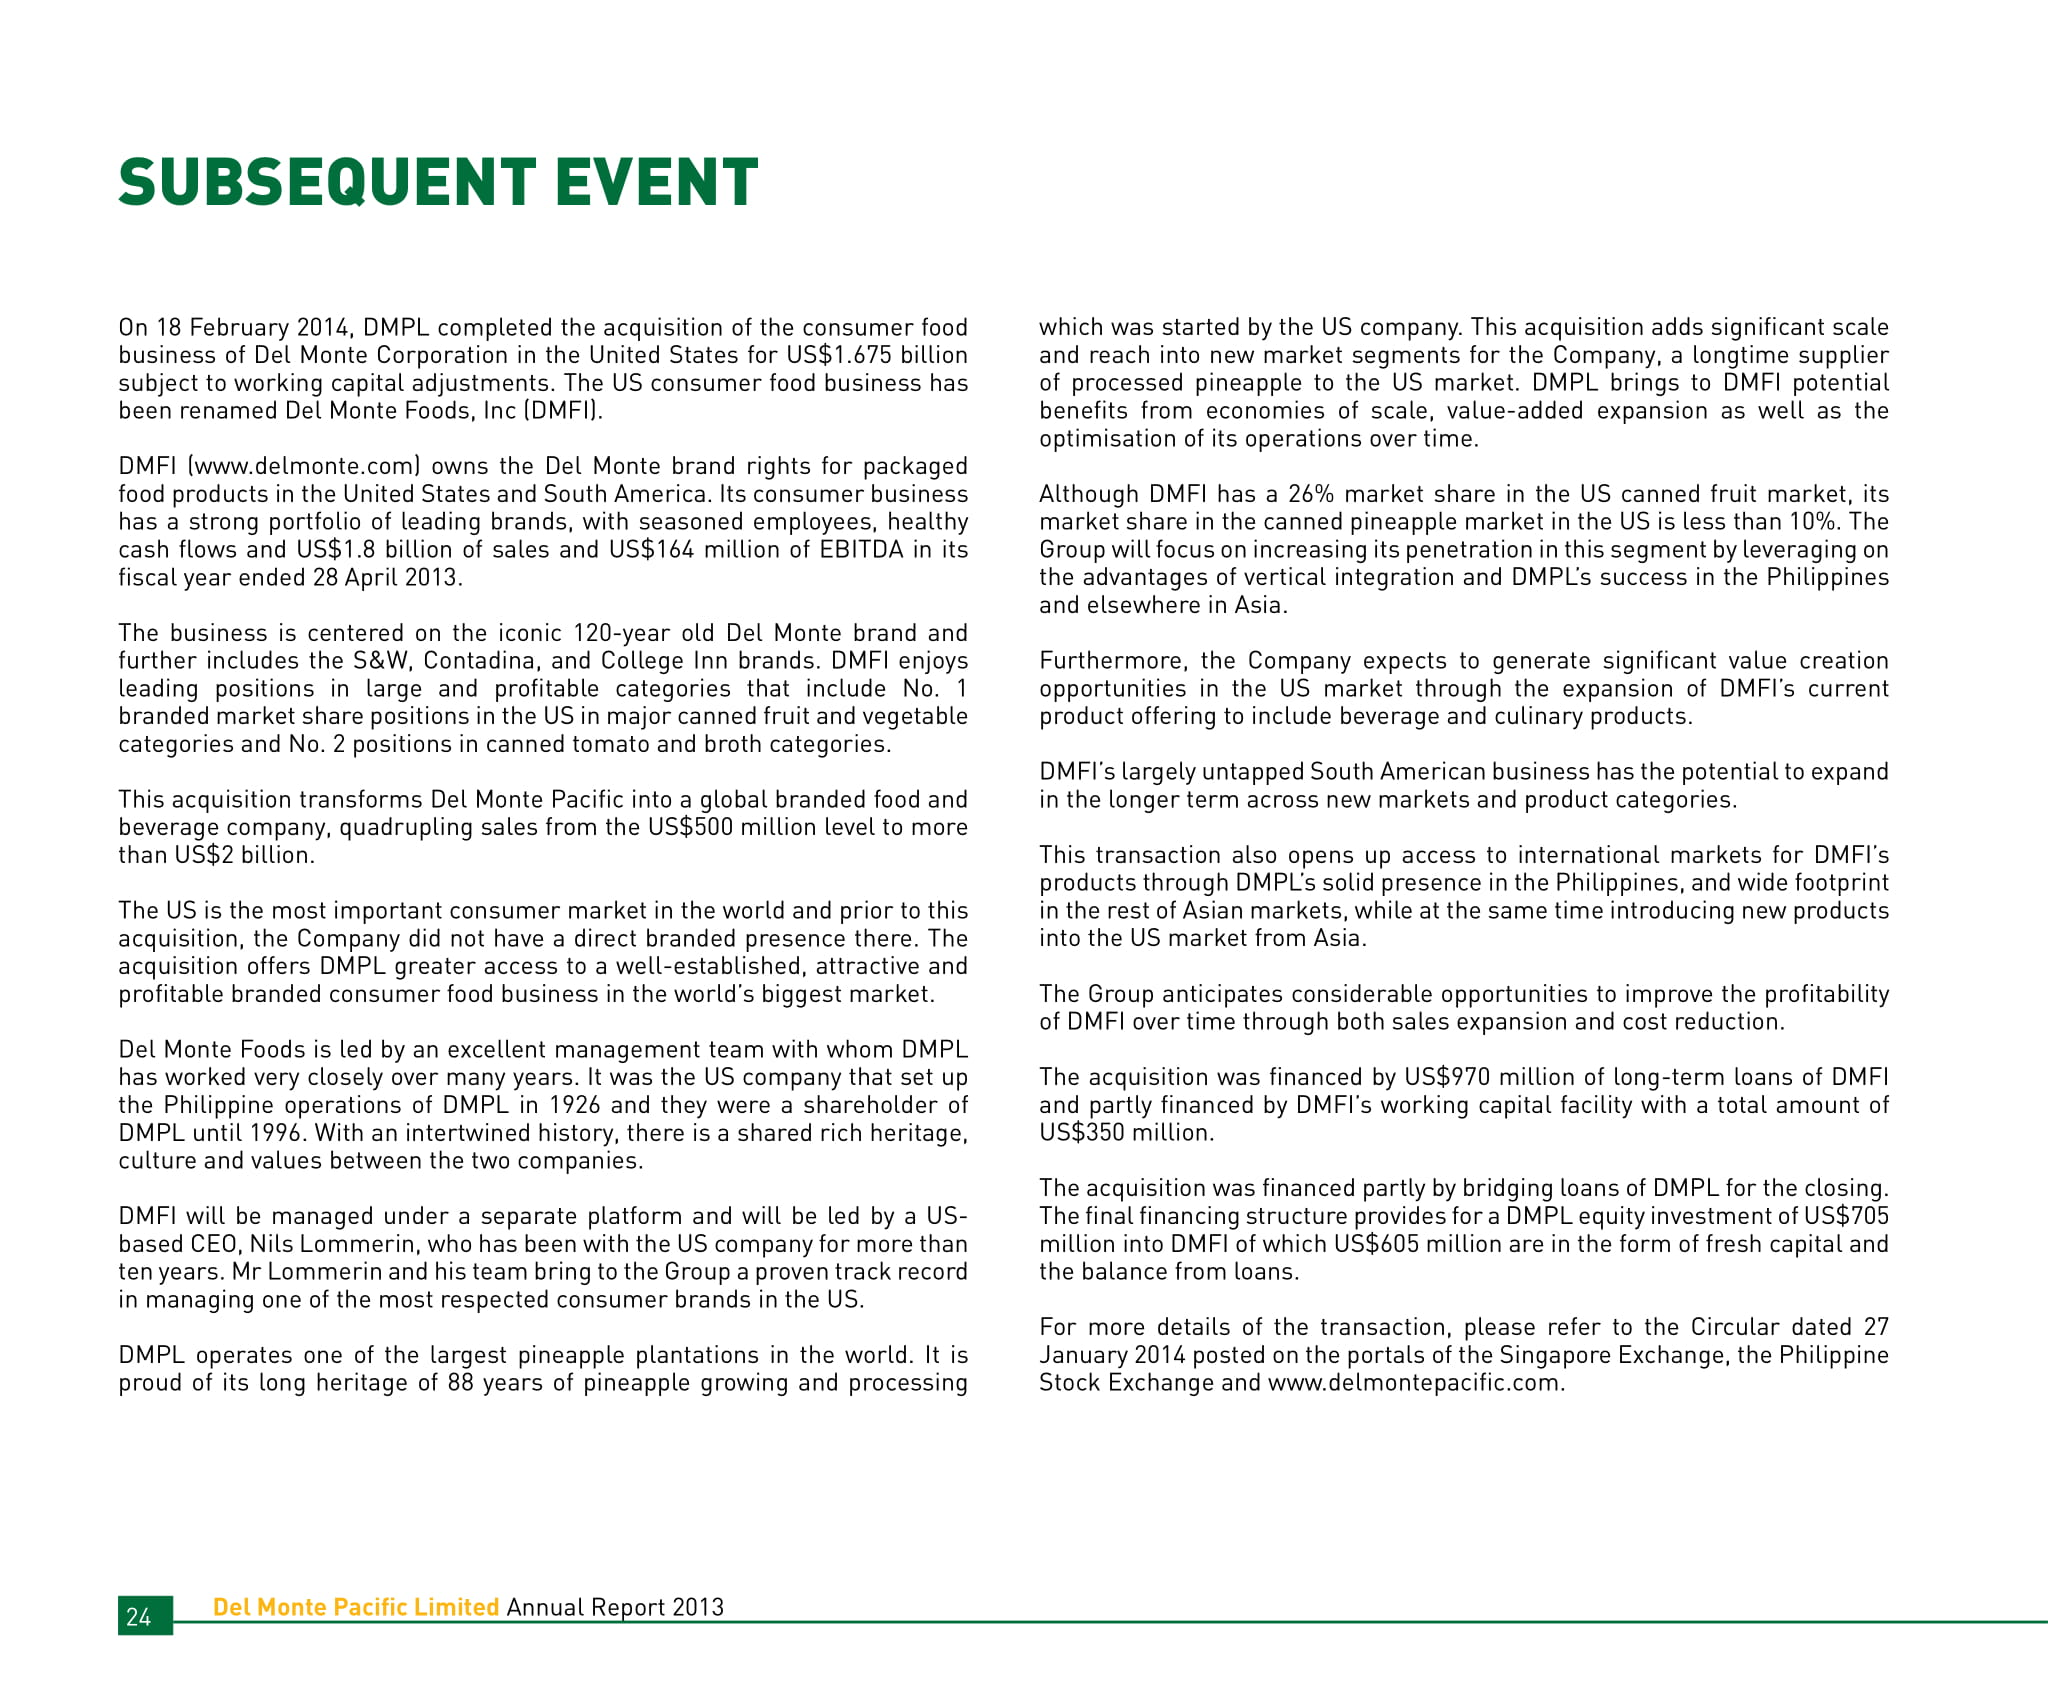 SUBSEQUENT EVENT
On 18 February 2014, DMPL completed the acquisition of the consumer food
business of Del Monte Corporation in the United States for US$1.675 billion
subject to working capital adjustments. The US consumer food business has
been renamed Del Monte Foods, Inc (DMFI).
DMFI (www.delmonte.com) owns the Del Monte brand rights for packaged
food products in the United States and South America. Its consumer business
has a strong portfolio of leading brands, with seasoned employees, healthy
cash flows and US$1.8 billion of sales and US$164 million of EBITDA in its
fiscal year ended 28 April 2013.
The business is centered on the iconic 120-year old Del Monte brand and
further includes the S&W, Contadina, and College Inn brands. DMFI enjoys
leading positions in large and profitable categories that include No. 1
branded market share positions in the US in major canned fruit and vegetable
categories and No. 2 positions in canned tomato and broth categories.
This acquisition transforms Del Monte Pacific into a global branded food and
beverage company, quadrupling sales from the US$500 million level to more
than US$2 billion.
The US is the most important consumer market in the world and prior to this
acquisition, the Company did not have a direct branded presence there. The
acquisition offers DMPL greater access to a well-established, attractive and
profitable branded consumer food business in the world's biggest market.
Del Monte Foods is led by an excellent management team with whom DMPL
has worked very closely over many years. It was the US company that set up
the Philippine operations of DMPL in 1926 and they were a shareholder of
DMPL until 1996. With an intertwined history, there is a shared rich heritage,
culture and values between the two companies.
DMFI will be managed under a separate platform and will be led by a US-
based CEO, Nils Lommerin, who has been with the US company for more than
ten years. Mr Lommerin and his team bring to the Group a proven track record
in managing one of the most respected consumer brands in the US.
DMPL operates one of the largest pineapple plantations in the world. It is
proud of its long heritage of 88 years of pineapple growing and processing
which was started by the US company. This acquisition adds significant scale
and reach into new market segments for the Company, a longtime supplier
of processed pineapple to the US market. DMPL brings to DMFI potential
benefits from economies of scale, value-added expansion as well as the
optimisation of its operations over time.
Although DMFI has a 26% market share in the US canned fruit market, its
market share in the canned pineapple market in the US is less than 10%. The
Group will focus on increasing its penetration in this segment by leveraging on
the advantages of vertical integration and DMPL's success in the Philippines
and elsewhere in Asia.
Furthermore, the Company expects to generate significant value creation
opportunities in the US market through the expansion of DMFI's current
product offering to include beverage and culinary products.
DMFI's largely untapped South American business has the potential to expand
in the longer term across new markets and product categories.
This transaction also opens up access to international markets for DMFI's
products through DMPL's solid presence in the Philippines, and wide footprint
in the rest of Asian markets, while at the same time introducing new products
into the US market from Asia.
The Group anticipates considerable opportunities to improve the profitability
of DMFI over time through both sales expansion and cost reduction.
The acquisition was financed by US$970 million of long-term loans of DMFI
and partly financed by DMFI's working capital facility with a total amount of
US$350 million.
The acquisition was financed partly by bridging loans of DMPL for the closing.
The final financing structure provides for a DMPL equity investment of US$705
million into DMFI of which US$605 million are in the form of fresh capital and
the balance from loans.
For more details of the transaction, please refer to the Circular dated 27
January 2014 posted on the portals of the Singapore Exchange, the Philippine
Stock Exchange and www.delmontepacific.com.
24
Del Monte Pacific Limited Annual Report 2013